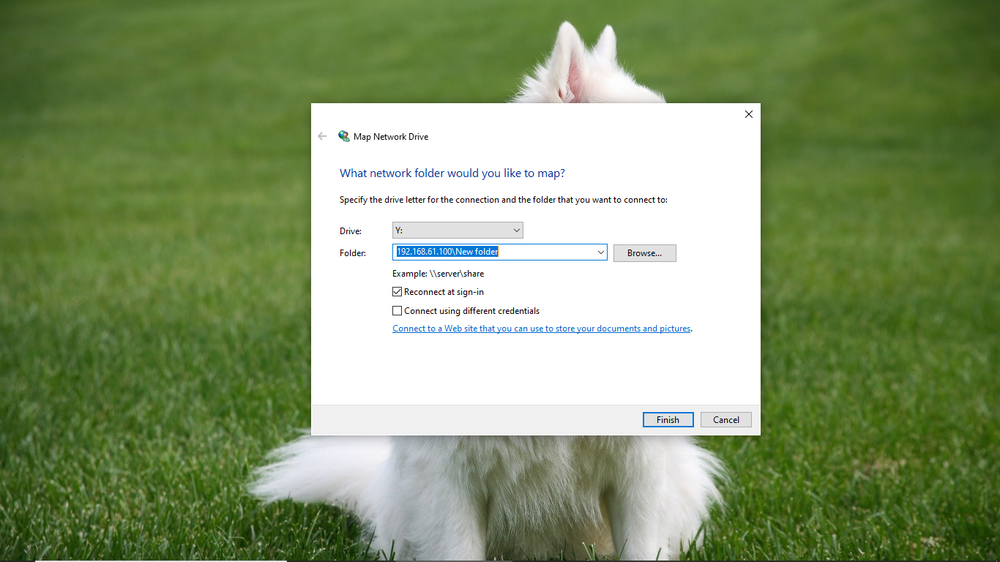 Map Network Drive
What network folder would you like to map?
Specify the drive letter for the connection and the folder that you want to connect to:
Drive: Y:
Folder: 192.168.61.100\New folder Browse...
Example: \\server\share
Reconnect at sign-in
Connect using different credentials
Connect to a Web site that you can use to store your documents and pictures.
Finish Cancel